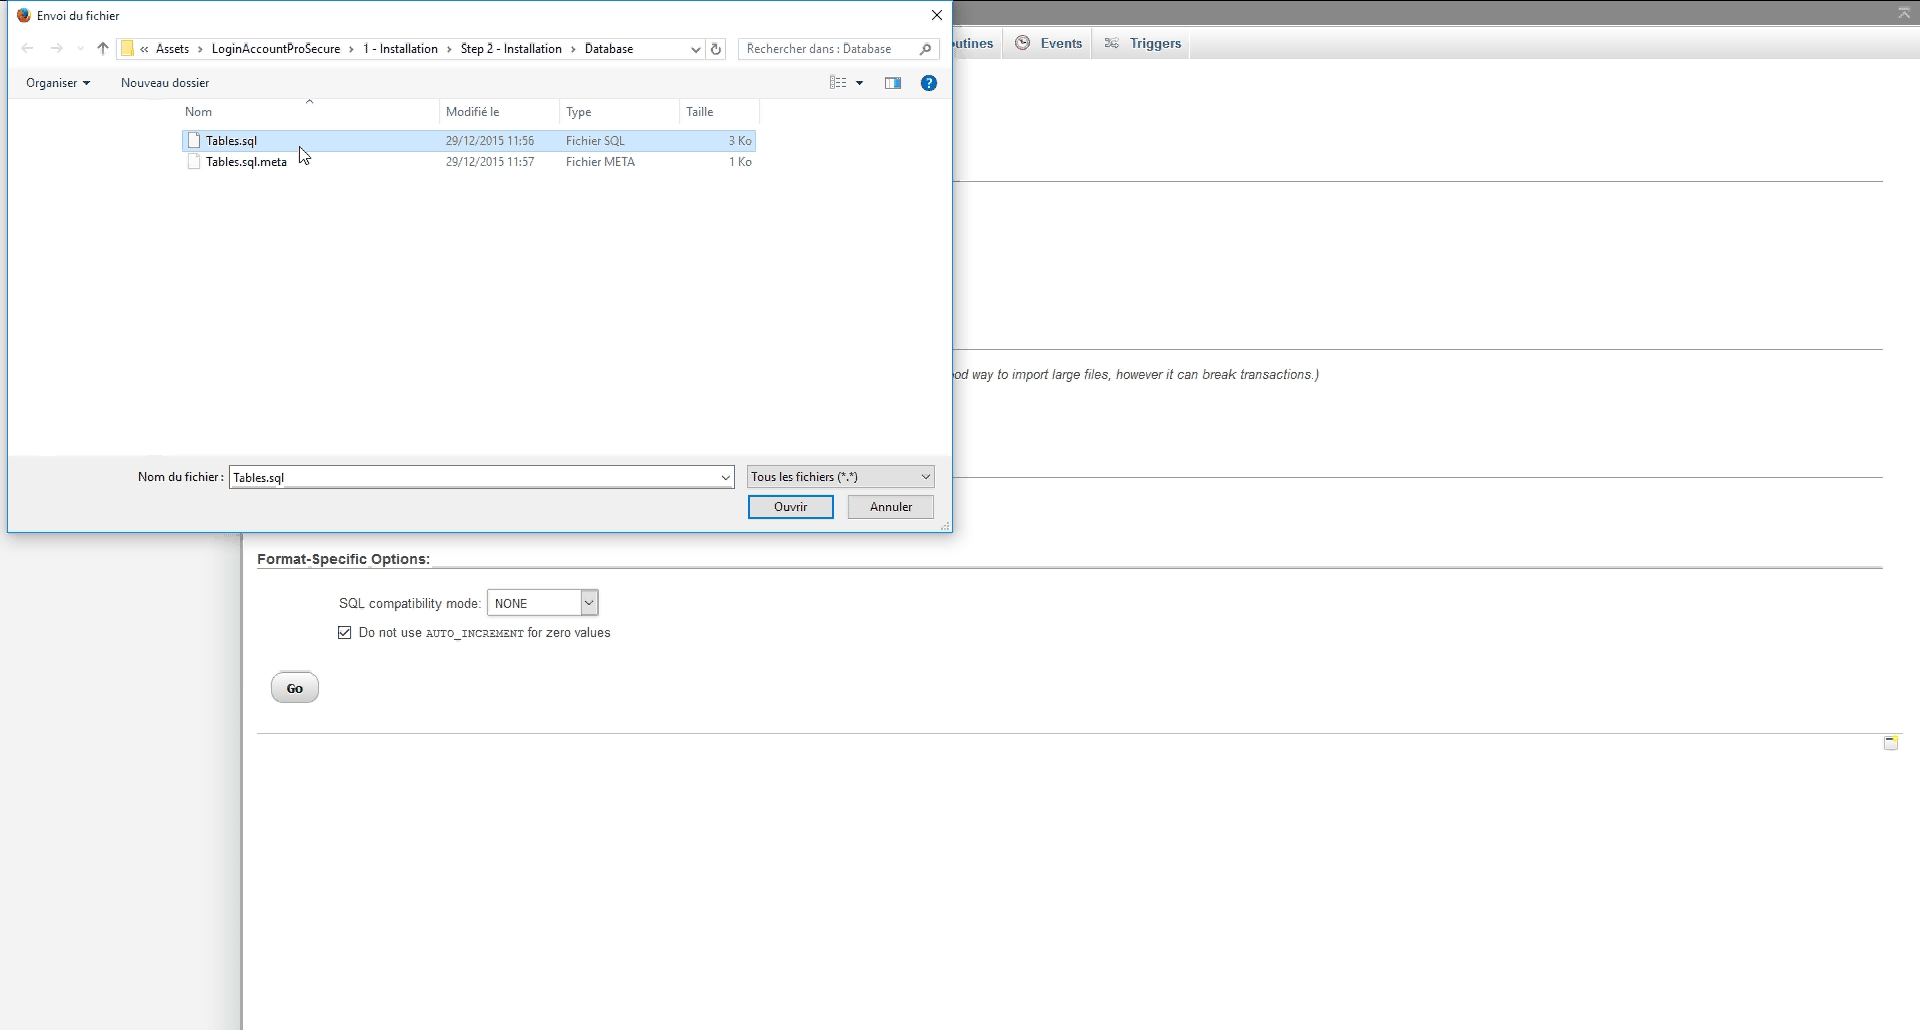 Envoi du fichier
« Assets › LoginAccountProSecure › 1 - Installation › Step 2 - Installation › Database
Rechercher dans : Database
Organiser
Nouveau dossier
Nom
Modifié le
Type
Taille
Tables.sql 29/12/2015 11:56 Fichier SQL 3 Ko
Tables.sql.meta 29/12/2015 11:57 Fichier META 1 Ko
Nom du fichier : Tables.sql
Tous les fichiers (*.*)
Ouvrir
Annuler
Events
Triggers
way to import large files, however it can break transactions.)
Format-Specific Options:
SQL compatibility mode: NONE
Do not use AUTO_INCREMENT for zero values
Go